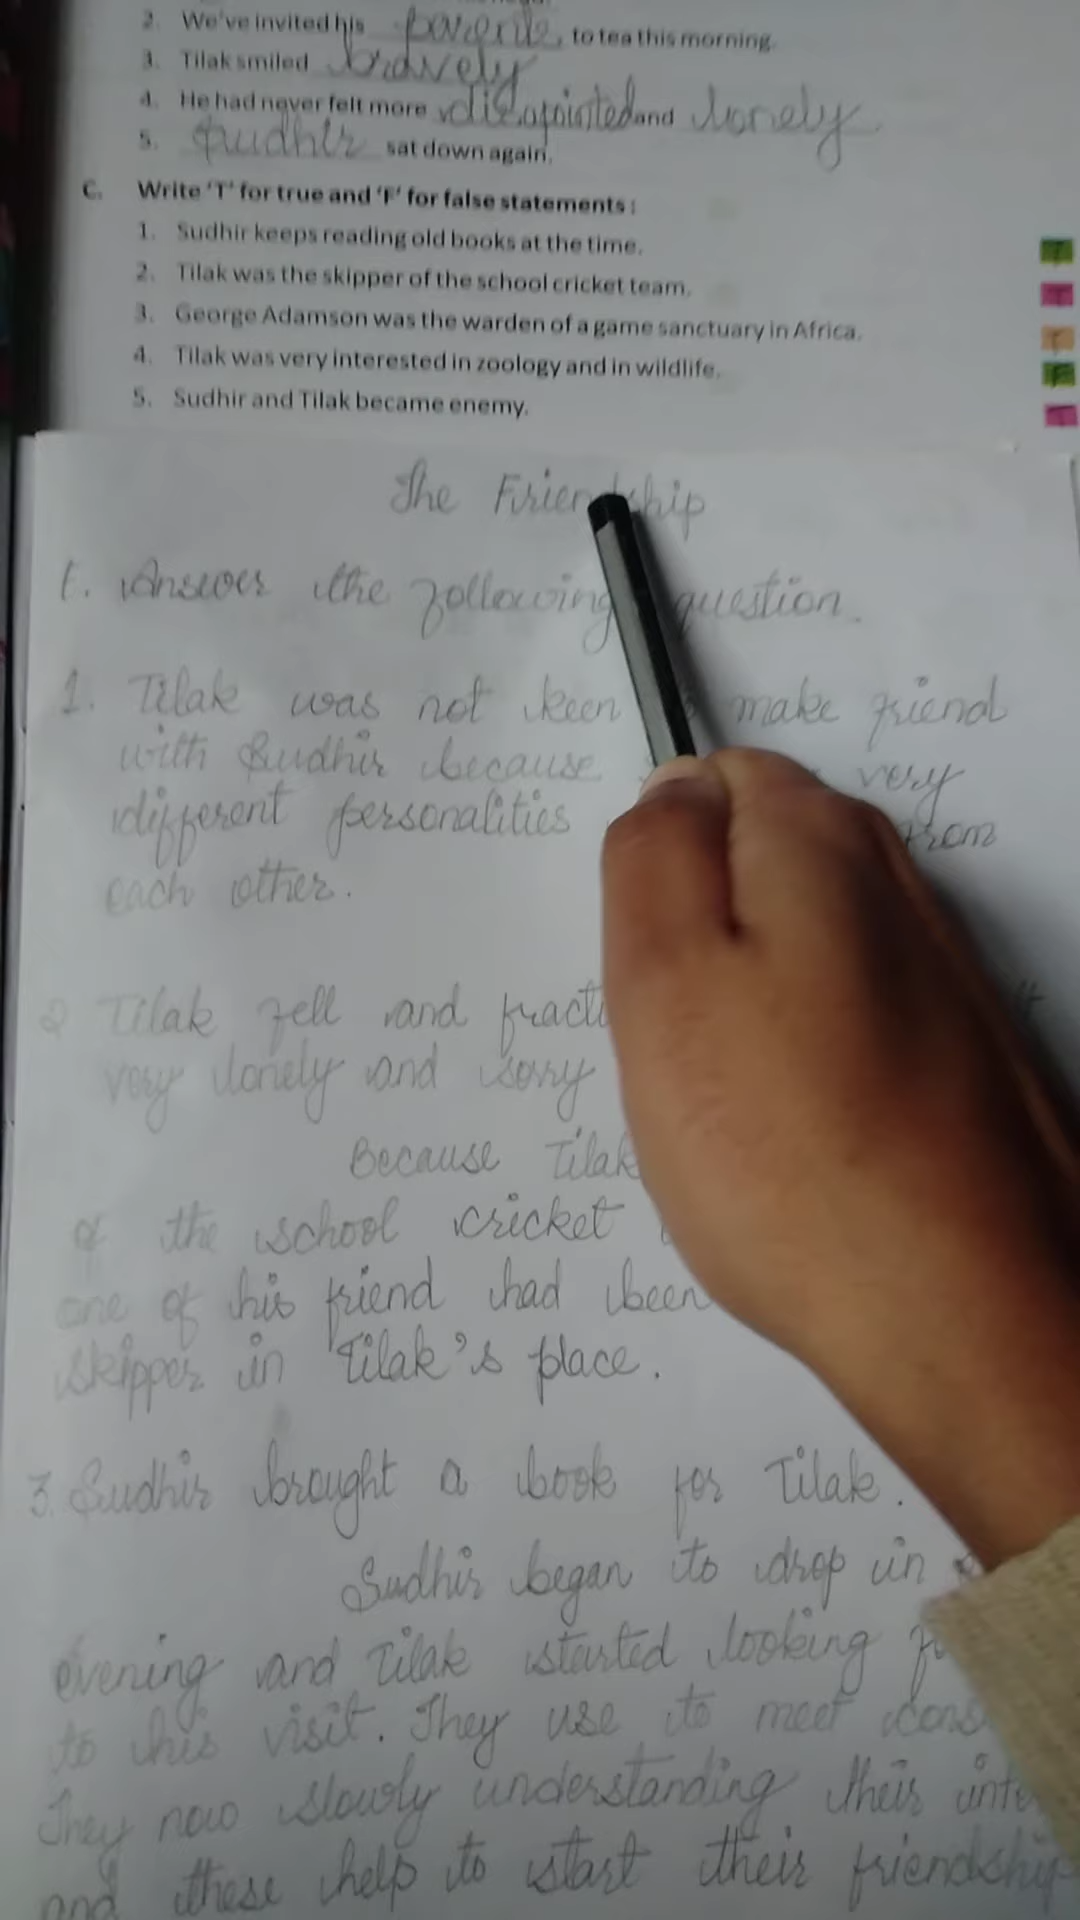 2. We've invited his parents, to tea this morning.
3. Tilak smiled bravely
4. He had never felt more disapointed and lonely
5. Sudhir sat down again.
C. Write 'T' for true and 'F' for false statements :
1. Sudhir keeps reading old books at the time. T
2. Tilak was the skipper of the school cricket team. T
3. George Adamson was the warden of a game sanctuary in Africa. T
4. Tilak was very interested in zoology and in wildlife. F
5. Sudhir and Tilak became enemy.
The Friendship
1. Answer the following question.
1. Tilak was not keen make friend
with Sudhir because very
different personalities from
each other.
2 Tilak fell and
very lonely and sorry
Because Tilak
of the school cricket
one of his friend had been
skipper in Tilak's place.
3. Sudhir brought a book for Tilak.
Sudhir began to drop in
evening and Tilak started looking
to his visit. They use to meet
They now slowly understanding their
and these help to start their friendship